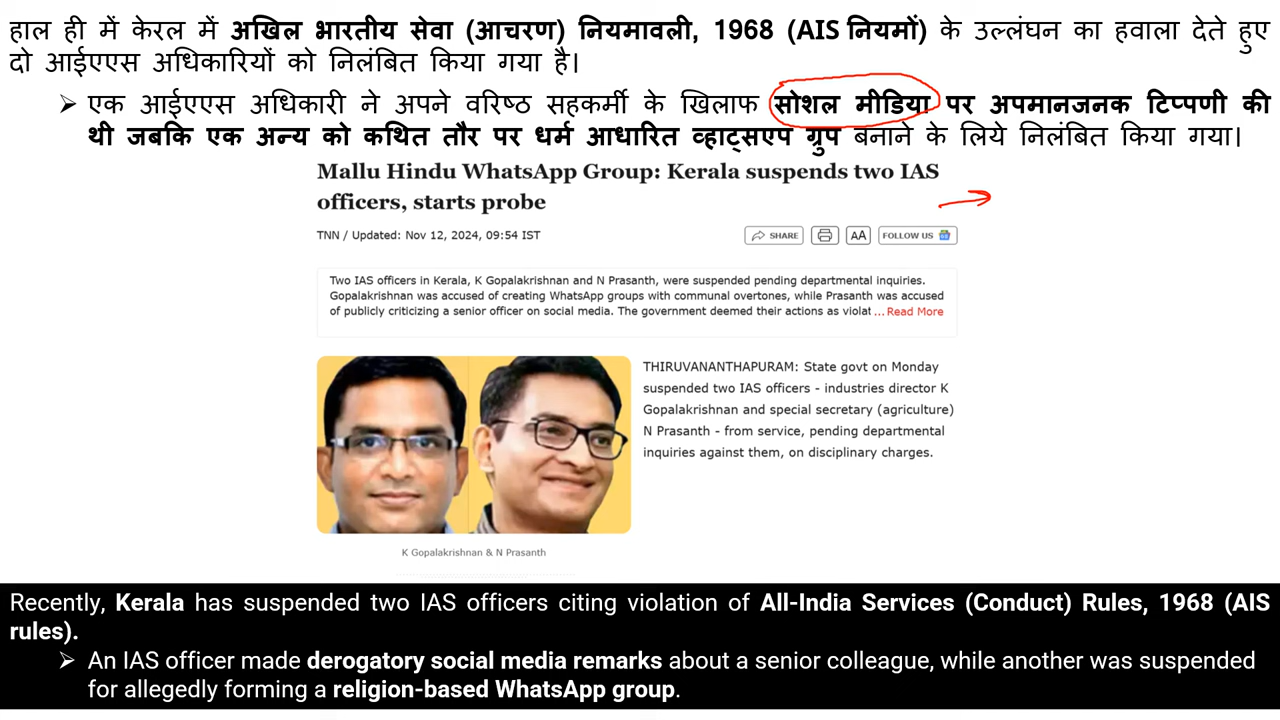 हाल ही में केरल में अखिल भारतीय सेवा (आचरण) नियमावली, 1968 (AIS नियमों) के उल्लंघन का हवाला देते हुए
दो आईएएस अधिकारियों को निलंबित किया गया है।
➢ एक आईएएस अधिकारी ने अपने वरिष्ठ सहकर्मी के खिलाफ सोशल मीडिया पर अपमानजनक टिप्पणी की
थी जबकि एक अन्य को कथित तौर पर धर्म आधारित व्हाट्सएप ग्रुप बनाने के लिये निलंबित किया गया।
Mallu Hindu WhatsApp Group: Kerala suspends two IAS
officers, starts probe
TNN / Updated: Nov 12, 2024, 09:54 IST
SHARE AA FOLLOW US
Two IAS officers in Kerala, K Gopalakrishnan and N Prasanth, were suspended pending departmental inquiries.
Gopalakrishnan was accused of creating WhatsApp groups with communal overtones, while Prasanth was accused
of publicly criticizing a senior officer on social media. The government deemed their actions as violat ... Read More
THIRUVANANTHAPURAM: State govt on Monday
suspended two IAS officers - industries director K
Gopalakrishnan and special secretary (agriculture)
N Prasanth - from service, pending departmental
inquiries against them, on disciplinary charges.
K Gopalakrishnan & N Prasanth
Recently, Kerala has suspended two IAS officers citing violation of All-India Services (Conduct) Rules, 1968 (AIS
rules).
➢ An IAS officer made derogatory social media remarks about a senior colleague, while another was suspended
for allegedly forming a religion-based WhatsApp group.